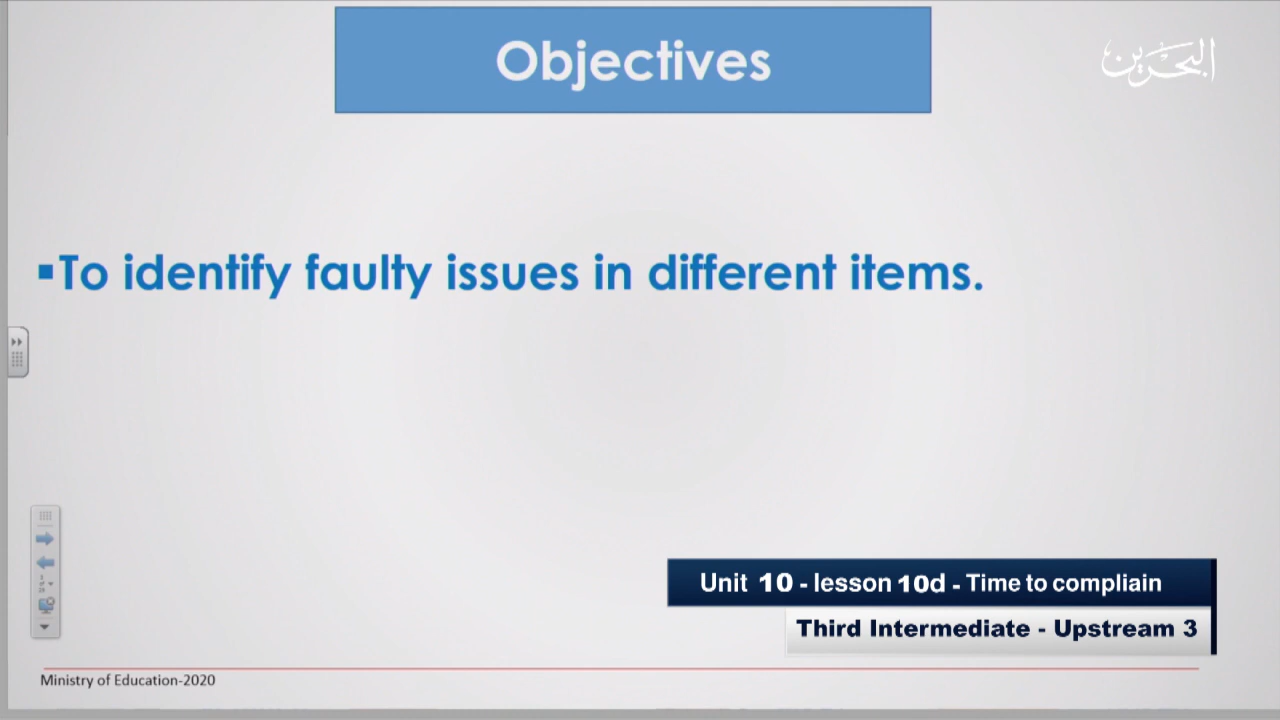 Objectives
البحرين
▪To identify faulty issues in different items.
Unit 10 - lesson 10d - Time to compliain
Third Intermediate - Upstream 3
Ministry of Education-2020